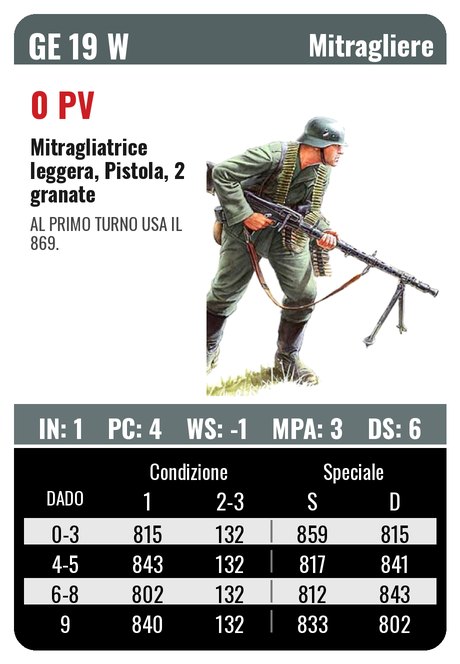 GE 19 W Mitragliere
0 PV
Mitragliatrice
leggera, Pistola, 2
granate
AL PRIMO TURNO USA IL
869.
IN: 1 PC: 4 WS: -1 MPA: 3 DS: 6
Condizione Speciale
DADO 1 2-3 S D
0-3 815 132 859 815
4-5 843 132 817 841
6-8 802 132 812 843
9 840 132 833 802